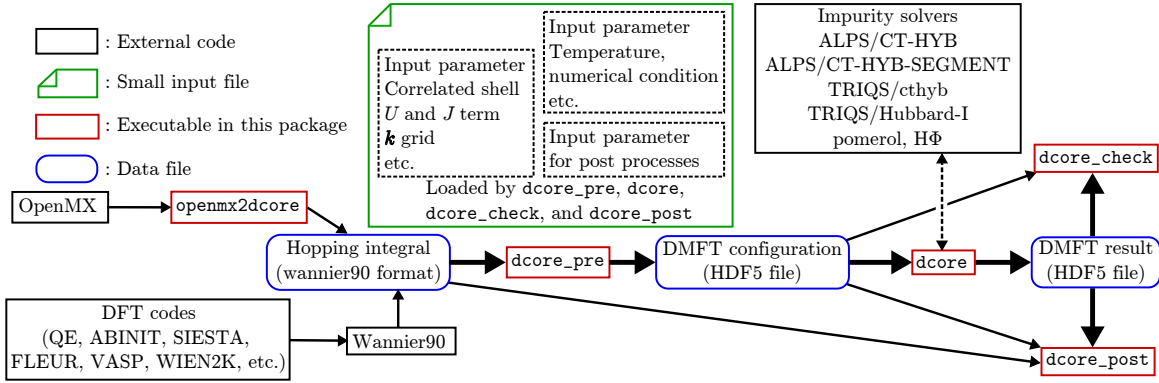 : External code
: Small input file
: Executable in this package
: Data file
Input parameter
Correlated shell
U and J term
k grid
etc.
Input parameter
Temperature,
numerical condition
etc.
Input parameter
for post processes
Loaded by dcore_pre, dcore,
dcore_check, and dcore_post
Impurity solvers
ALPS/CT-HYB
ALPS/CT-HYB-SEGMENT
TRIQS/cthyb
TRIQS/Hubbard-I
pomerol, HΦ
OpenMX
openmx2dcore
Hopping integral
(wannier90 format)
dcore_pre
DMFT configuration
(HDF5 file)
dcore
DMFT result
(HDF5 file)
dcore_check
dcore_post
DFT codes
(QE, ABINIT, SIESTA,
FLEUR, VASP, WIEN2K, etc.)
Wannier90